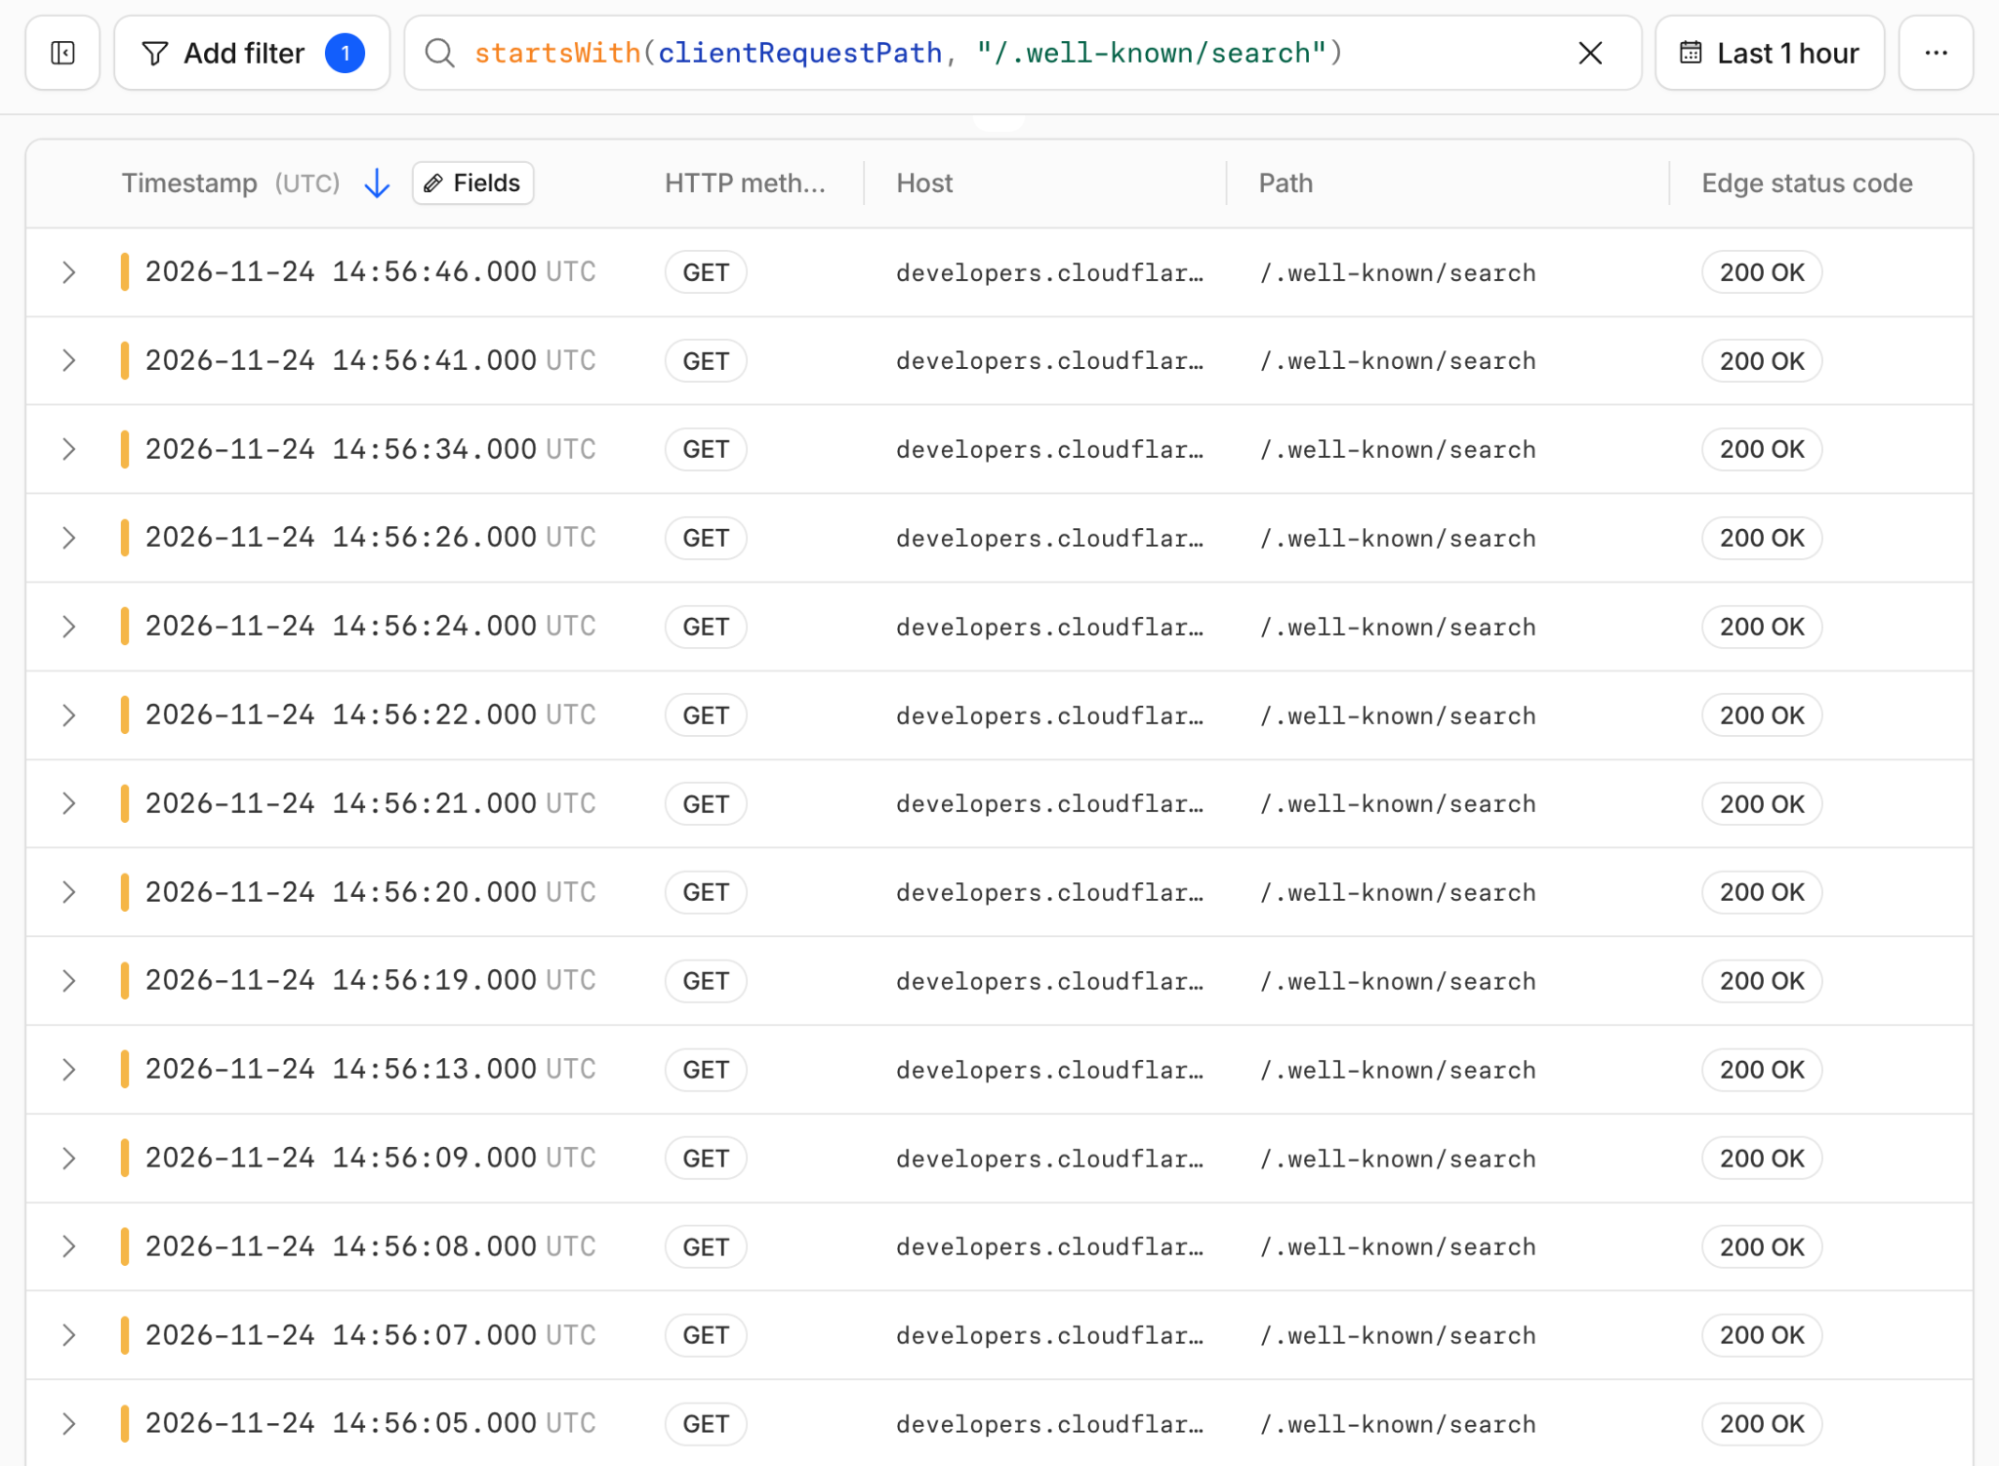 Add filter 1 startsWith(clientRequestPath, "/.well-known/search") Last 1 hour ...
Timestamp (UTC) Fields HTTP meth... Host Path Edge status code
2026-11-24 14:56:46.000 UTC GET developers.cloudflar... /.well-known/search 200 OK
2026-11-24 14:56:41.000 UTC GET developers.cloudflar... /.well-known/search 200 OK
2026-11-24 14:56:34.000 UTC GET developers.cloudflar... /.well-known/search 200 OK
2026-11-24 14:56:26.000 UTC GET developers.cloudflar... /.well-known/search 200 OK
2026-11-24 14:56:24.000 UTC GET developers.cloudflar... /.well-known/search 200 OK
2026-11-24 14:56:22.000 UTC GET developers.cloudflar... /.well-known/search 200 OK
2026-11-24 14:56:21.000 UTC GET developers.cloudflar... /.well-known/search 200 OK
2026-11-24 14:56:20.000 UTC GET developers.cloudflar... /.well-known/search 200 OK
2026-11-24 14:56:19.000 UTC GET developers.cloudflar... /.well-known/search 200 OK
2026-11-24 14:56:13.000 UTC GET developers.cloudflar... /.well-known/search 200 OK
2026-11-24 14:56:09.000 UTC GET developers.cloudflar... /.well-known/search 200 OK
2026-11-24 14:56:08.000 UTC GET developers.cloudflar... /.well-known/search 200 OK
2026-11-24 14:56:07.000 UTC GET developers.cloudflar... /.well-known/search 200 OK
2026-11-24 14:56:05.000 UTC GET developers.cloudflar... /.well-known/search 200 OK